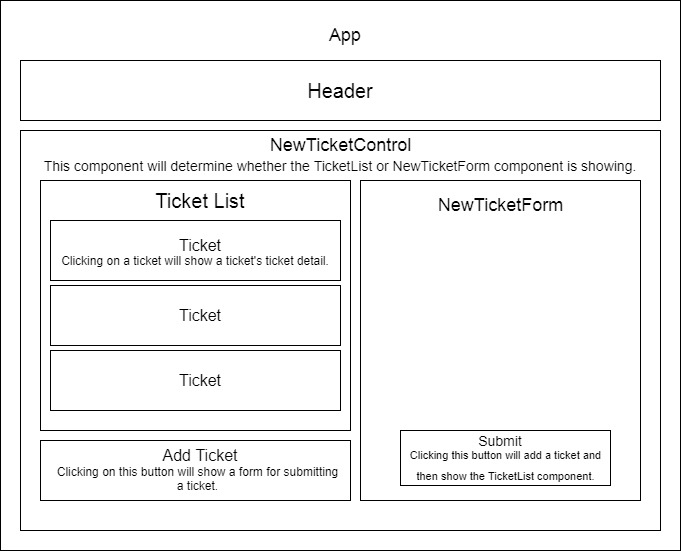 App
Header
NewTicketControl
This component will determine whether the TicketList or NewTicketForm component is showing.
Ticket List
Ticket
Clicking on a ticket will show a ticket's ticket detail.
Ticket
Ticket
Add Ticket
Clicking on this button will show a form for submitting
a ticket.
NewTicketForm
Submit
Clicking this button will add a ticket and
then show the TicketList component.